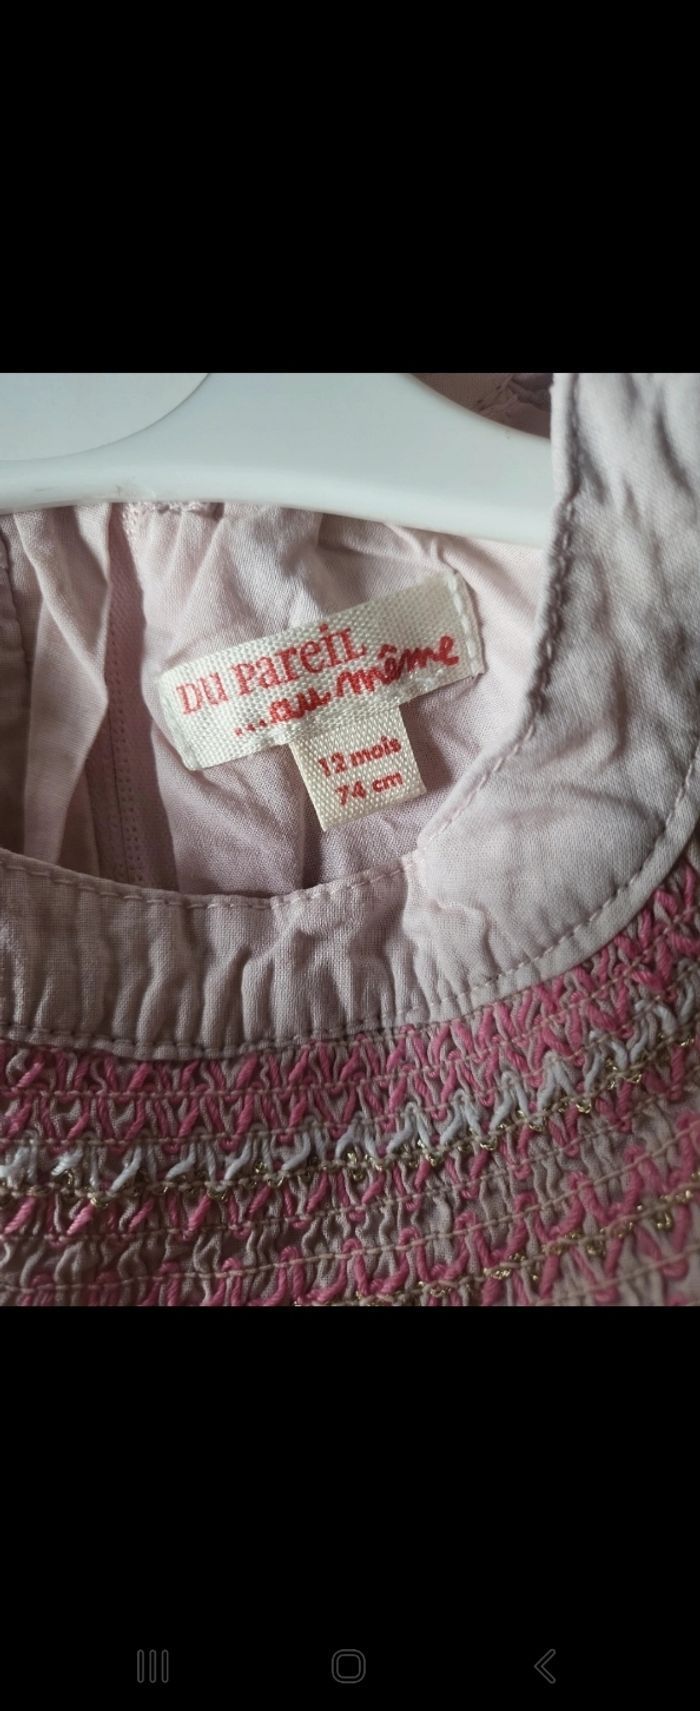 DU PaReiL
...au même
12 mois
74 cm